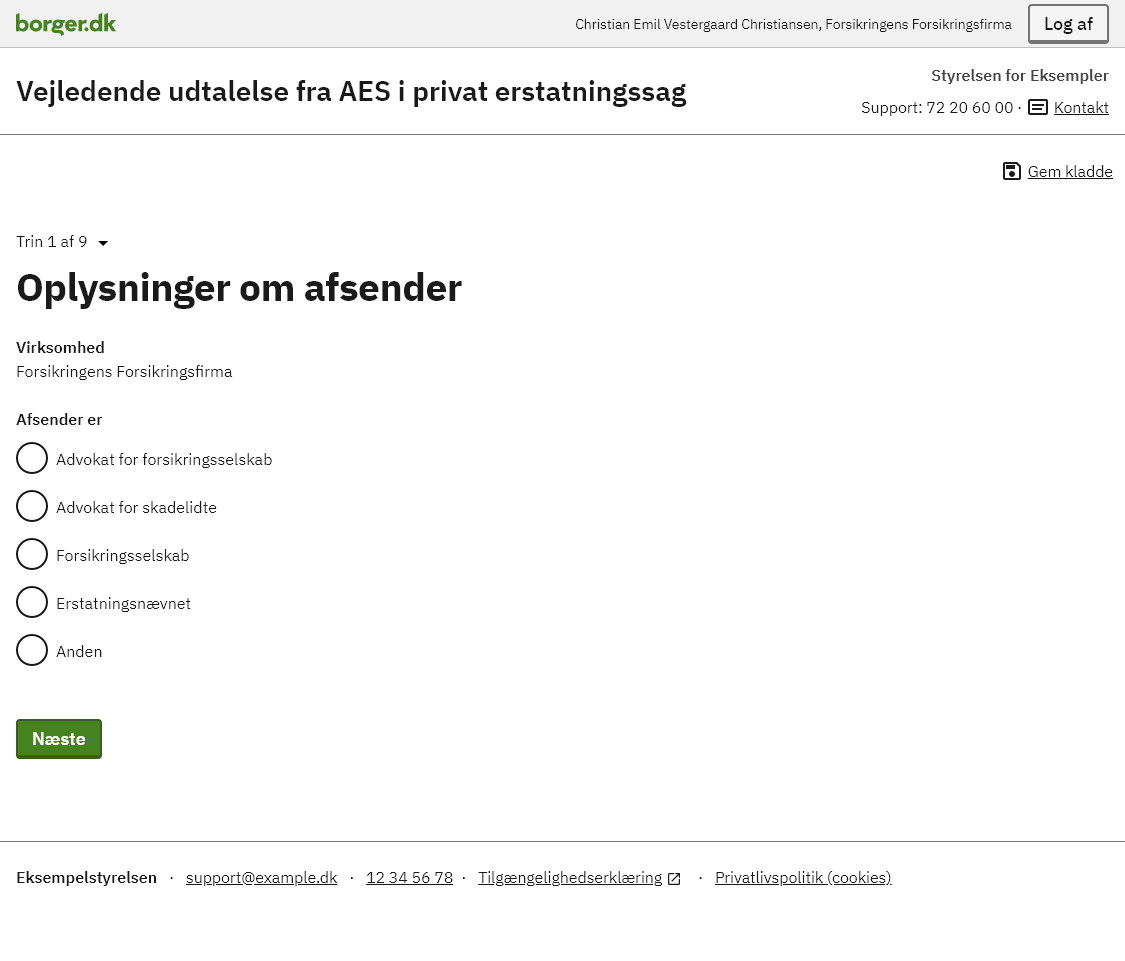 borger.dk
Christian Emil Vestergaard Christiansen, Forsikringens Forsikringsfirma
Log af
Vejledende udtalelse fra AES i privat erstatningssag
Styrelsen for Eksempler
Support: 72 20 60 00 · Kontakt
Gem kladde
Trin 1 af 9
Oplysninger om afsender
Virksomhed
Forsikringens Forsikringsfirma
Afsender er
Advokat for forsikringsselskab
Advokat for skadelidte
Forsikringsselskab
Erstatningsnævnet
Anden
Næste
Eksempelstyrelsen · support@example.dk · 12 34 56 78 · Tilgængelighedserklæring · Privatlivspolitik (cookies)